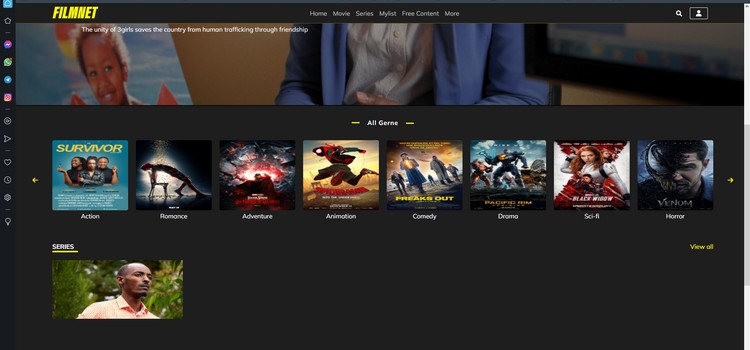 FILMNET
Home Movie Series Mylist Free Content More
The unity of 3girls saves the country from human trafficking through friendship
All Gerne
SURVIVOR
FREAKS OUT
PACIFIC RIM
BLACK WIDOW
VENOM
Action Romance Adventure Animation Comedy Drama Sci-fi Horror
SERIES
View all